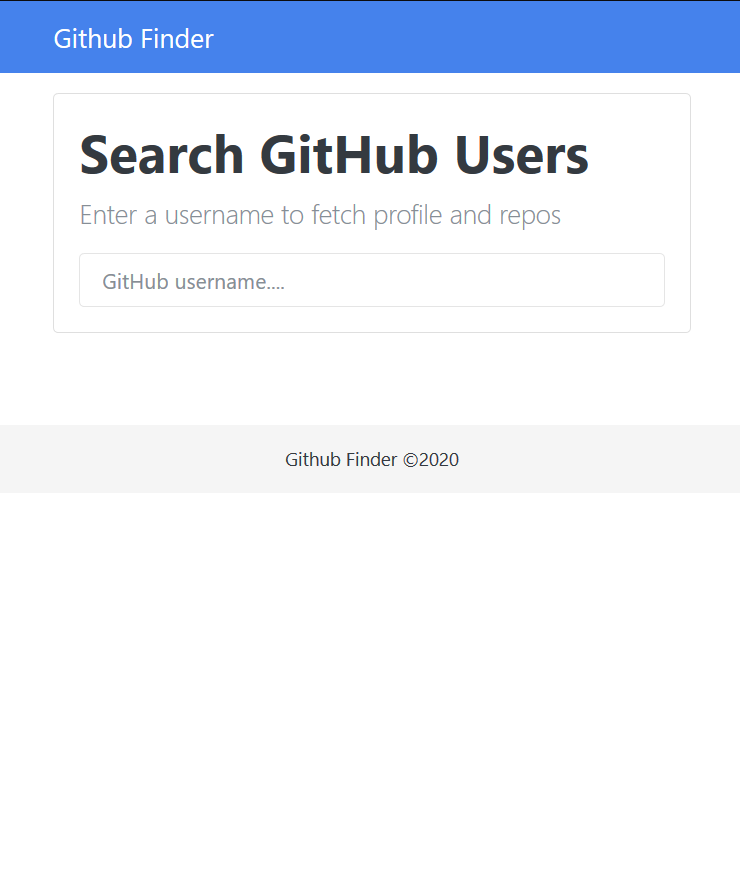 Github Finder
Search GitHub Users
Enter a username to fetch profile and repos
GitHub username....
Github Finder ©2020